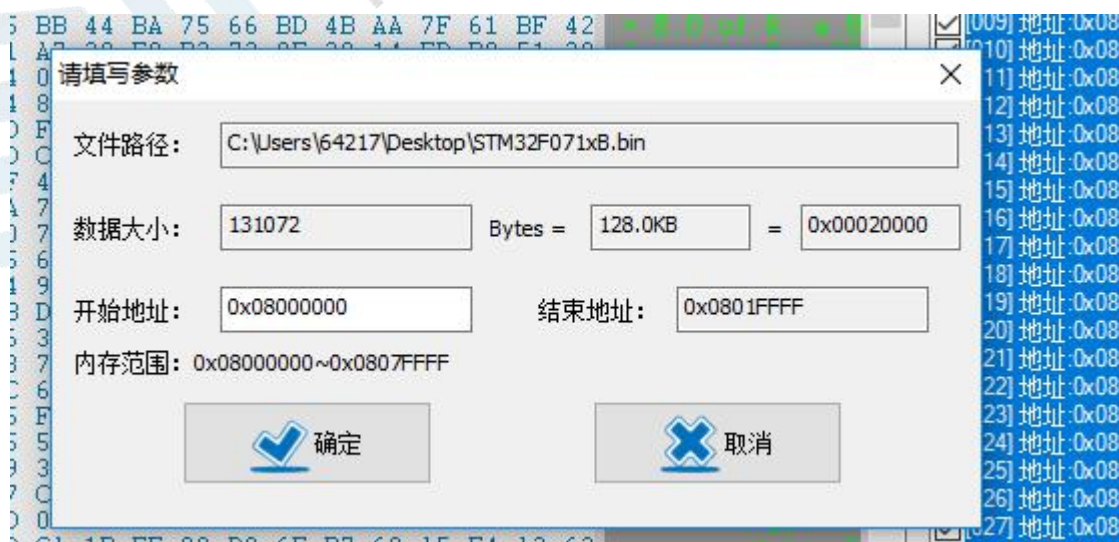 BB 44 BA 75 66 BD 4B AA 7F 61 BF 42
[009] 地址:0x08
请填写参数
文件路径: C:\Users\64217\Desktop\STM32F071xB.bin
数据大小: 131072 Bytes = 128.0KB = 0x00020000
开始地址: 0x08000000 结束地址: 0x0801FFFF
内存范围: 0x08000000~0x0807FFFF
确定 取消
10] 地址:0x08
11] 地址:0x08
12] 地址:0x08
13] 地址:0x08
14] 地址:0x08
15] 地址:0x08
16] 地址:0x08
17] 地址:0x08
18] 地址:0x08
19] 地址:0x08
20] 地址:0x08
21] 地址:0x08
22] 地址:0x08
23] 地址:0x08
24] 地址:0x08
25] 地址:0x08
26] 地址:0x08
027] 地址:0x08